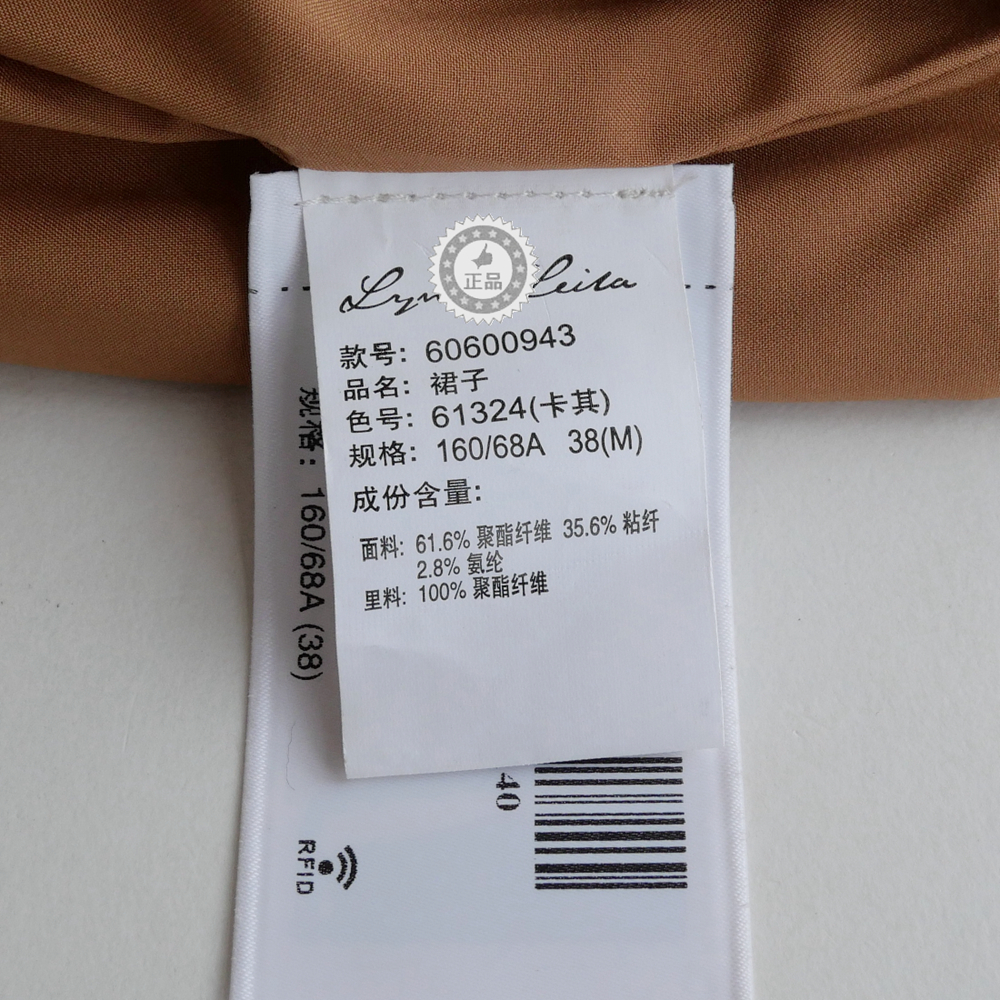 正品
款号: 60600943
品名: 裙子
色号: 61324(卡其)
规格: 160/68A 38(M)
成份含量:
面料: 61.6% 聚酯纤维 35.6% 粘纤
2.8% 氨纶
里料: 100% 聚酯纤维
规格: 160/68A (38)
40
RFID